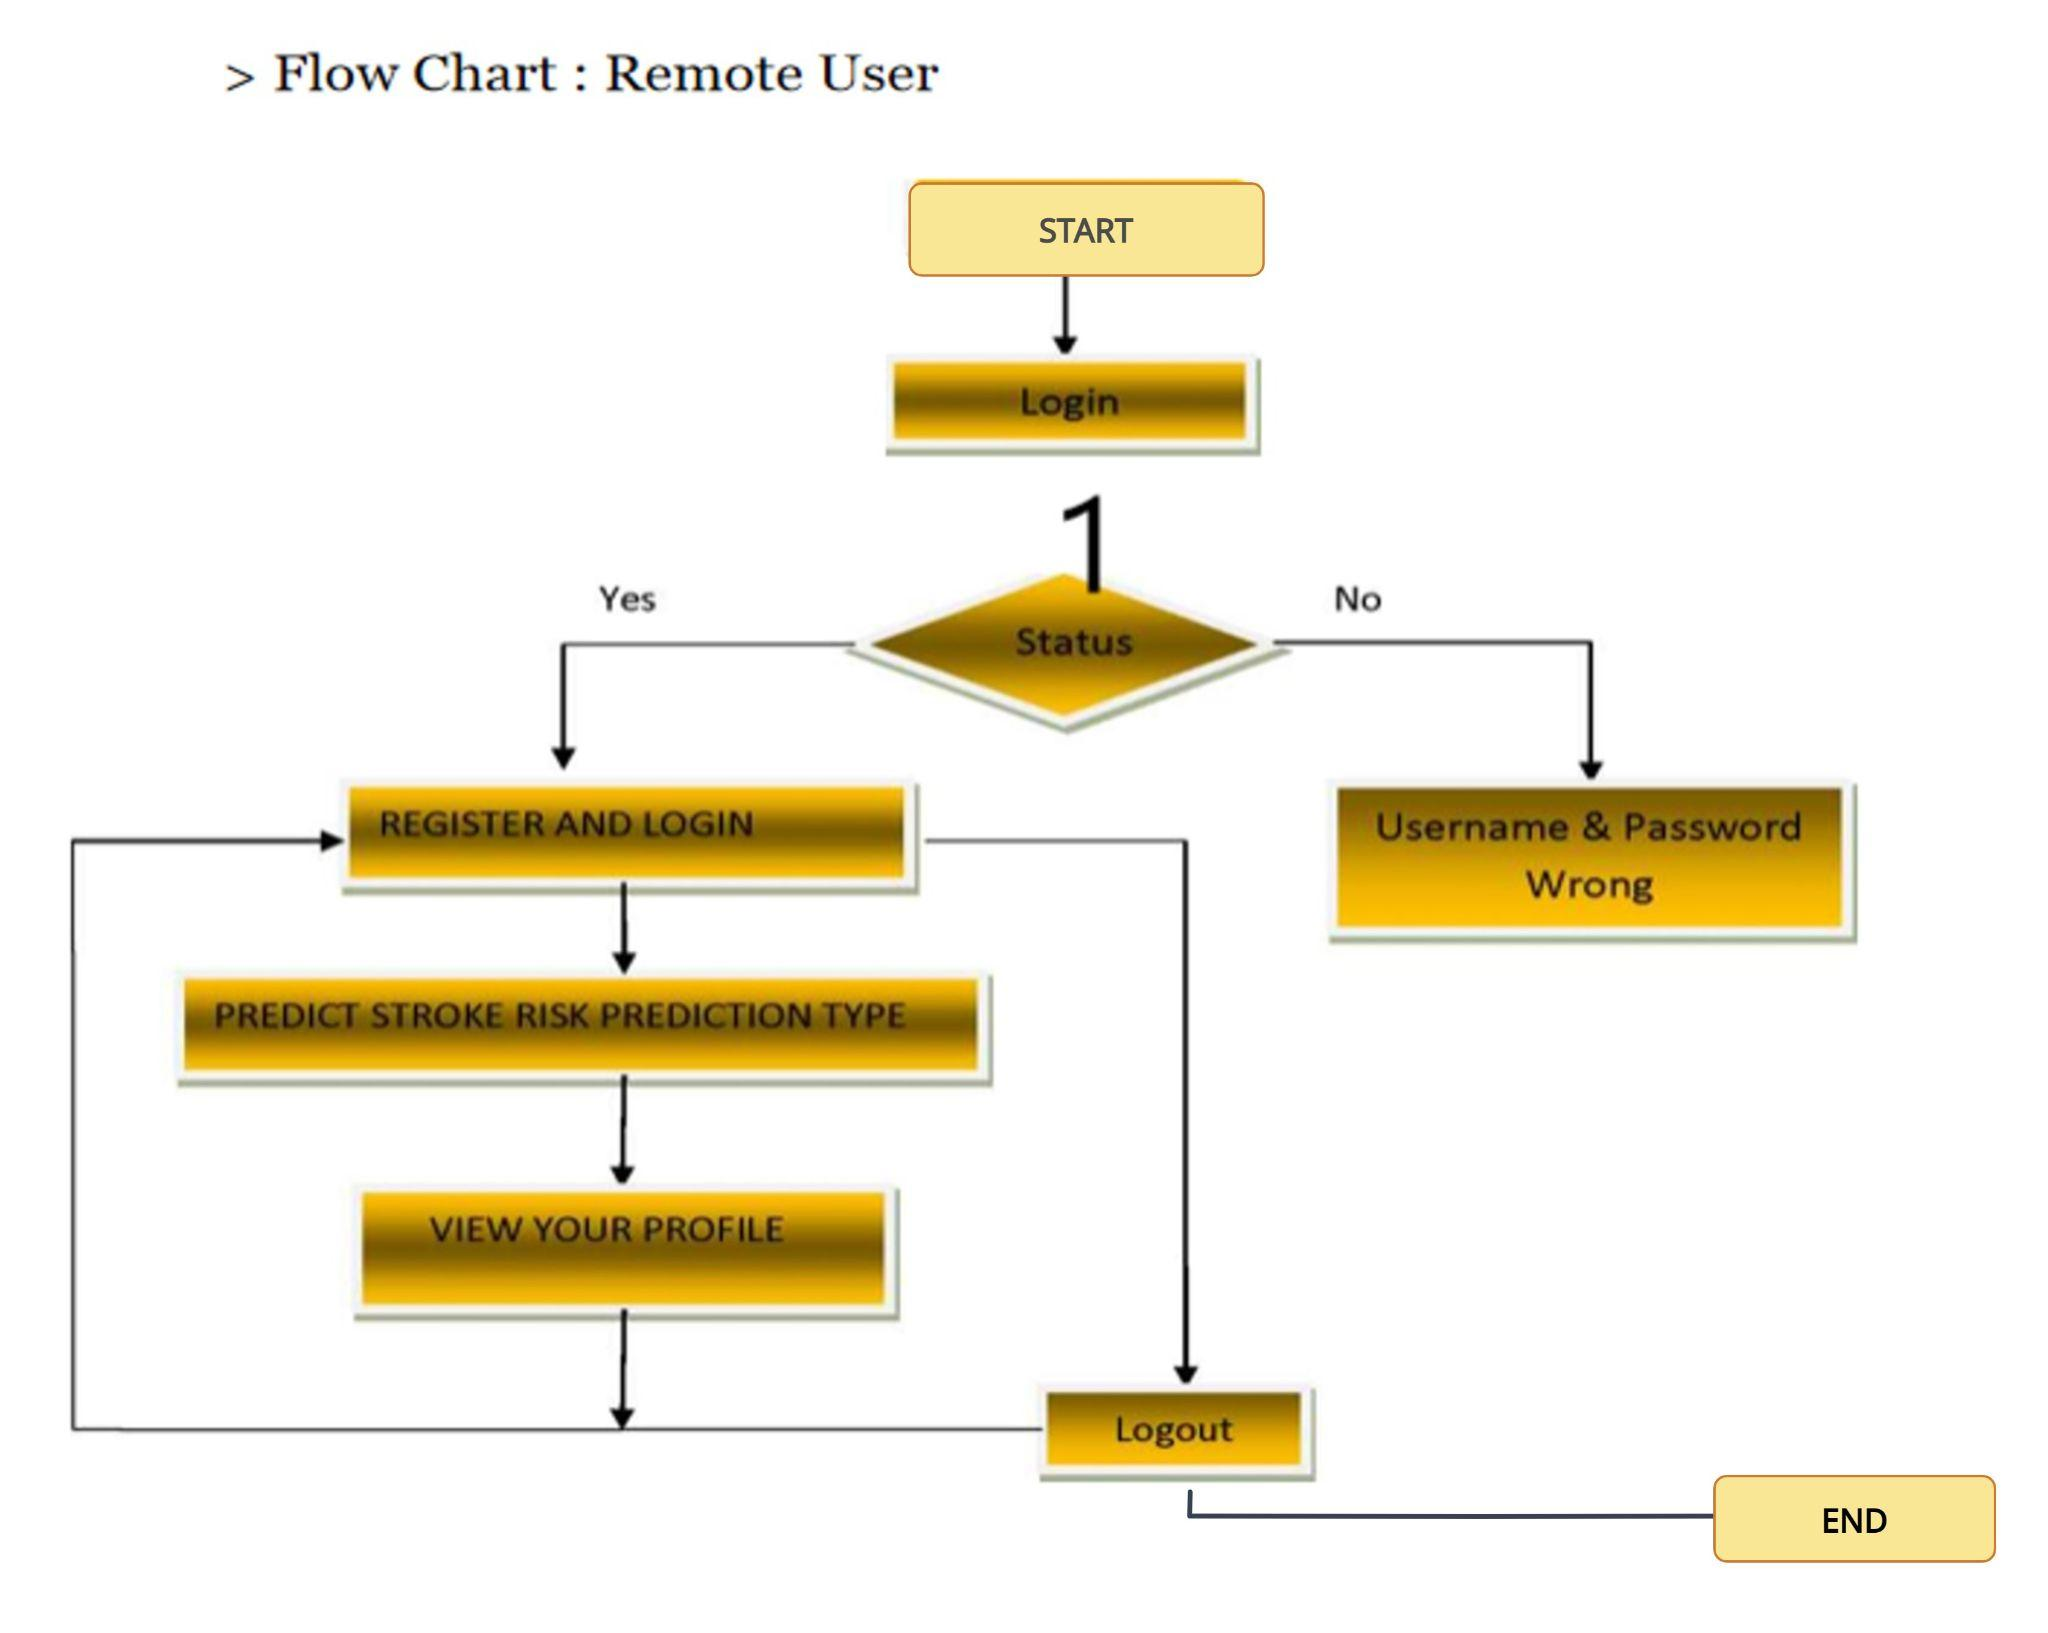 > Flow Chart : Remote User
START
Login
1
Yes
No
Status
REGISTER AND LOGIN
Username & Password
Wrong
PREDICT STROKE RISK PREDICTION TYPE
VIEW YOUR PROFILE
Logout
END